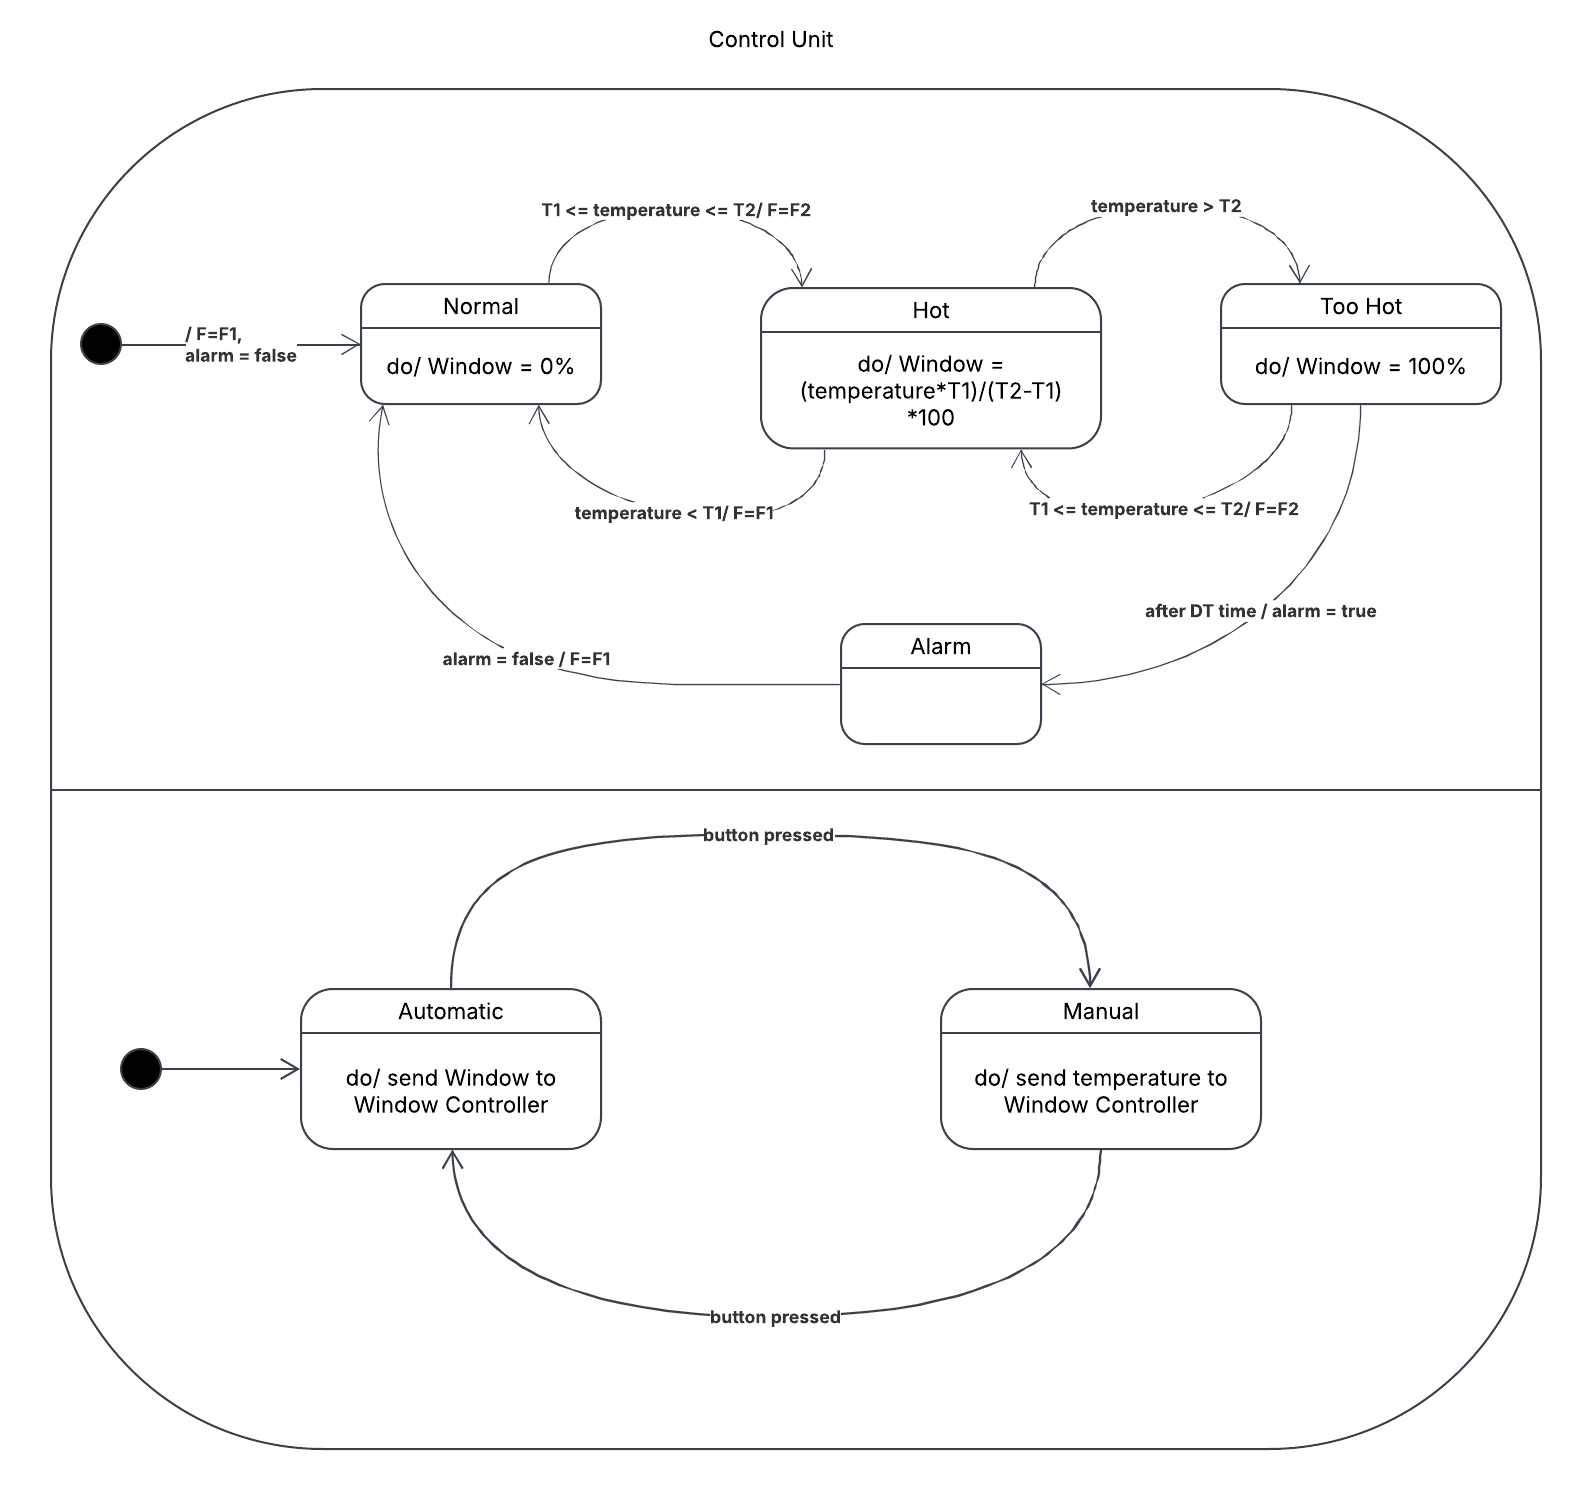 Control Unit
T1 <= temperature <= T2/ F=F2
temperature > T2
/ F=F1,
alarm = false
Normal
do/ Window = 0%
Hot
do/ Window =
(temperature*T1)/(T2-T1)
*100
Too Hot
do/ Window = 100%
temperature < T1/ F=F1
T1 <= temperature <= T2/ F=F2
after DT time / alarm = true
alarm = false / F=F1
Alarm
button pressed
Automatic
do/ send Window to
Window Controller
Manual
do/ send temperature to
Window Controller
button pressed